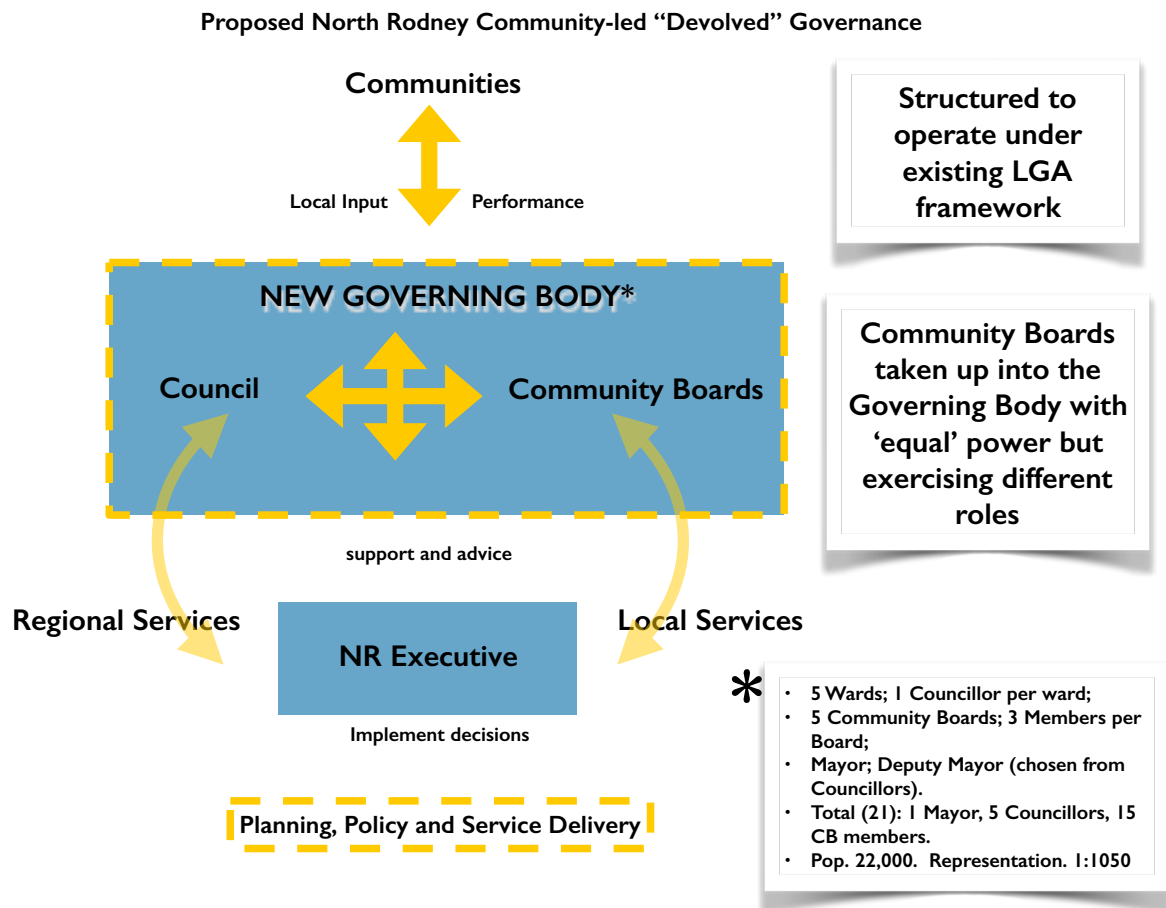 Proposed North Rodney Community-led “Devolved” Governance
Communities
Local Input
Performance
NEW GOVERNING BODY*
Council
Community Boards
support and advice
Regional Services
Local Services
NR Executive
Implement decisions
Planning, Policy and Service Delivery
Structured to
operate under
existing LGA
framework
Community Boards
taken up into the
Governing Body with
‘equal’ power but
exercising different
roles
*
• 5 Wards; 1 Councillor per ward;
• 5 Community Boards; 3 Members per
Board;
• Mayor; Deputy Mayor (chosen from
Councillors).
• Total (21): 1 Mayor, 5 Councillors, 15
CB members.
• Pop. 22,000. Representation. 1:1050